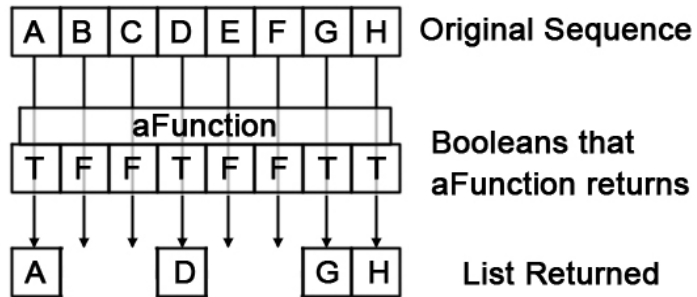 A B C D E F G H Original Sequence
aFunction
Booleans that
T F F T F F T T
aFunction returns
A D G H List Returned